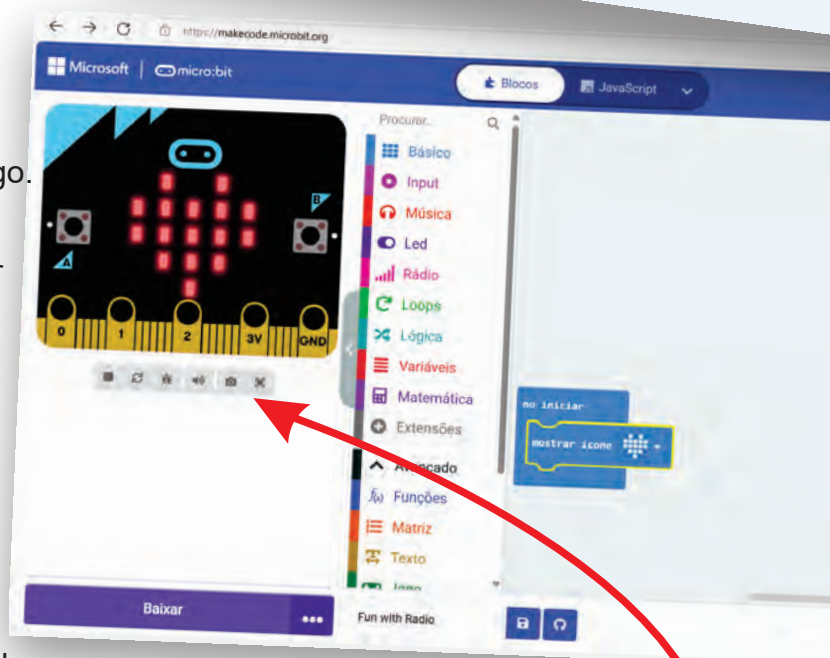 https://makecode.microbit.org
Microsoft | micro:bit
Blocos
JavaScript
go.
A
B
0
1
2
3V
GND
Procurar...
Básico
Input
Música
Led
Rádio
Loops
Lógica
Variáveis
Matemática
Extensões
Avançado
f(x) Funções
Matriz
Texto
no iniciar
mostrar ícone
Baixar
...
Fun with Radio